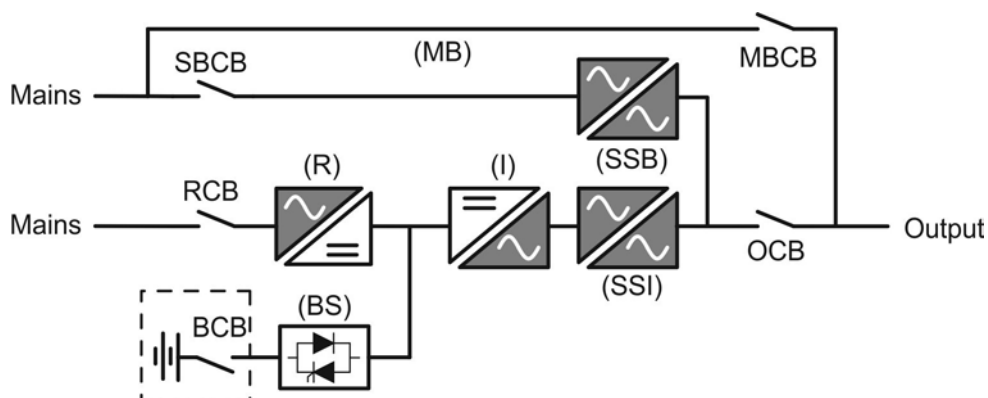 (MB)
MBCB
SBCB
Mains
(SSB)
(R)
(I)
RCB
Mains
Output
OCB
(SSI)
(BS)
BCB